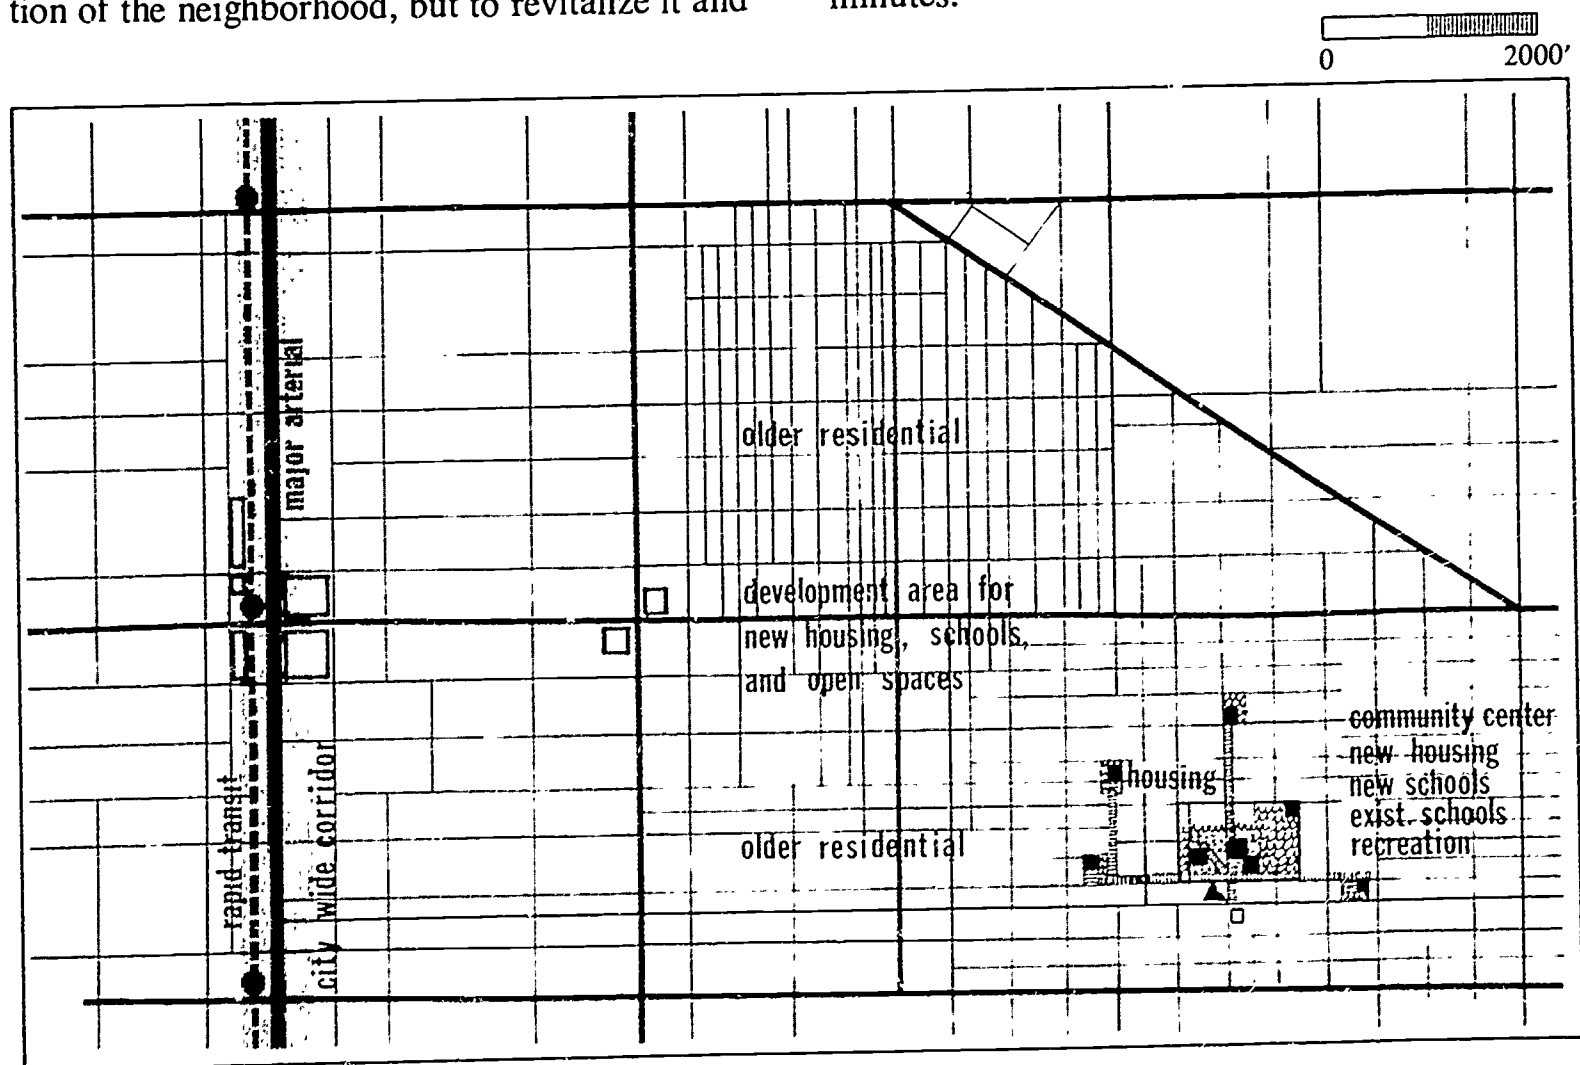 tion of the neighborhood, but to revitalize it and
minutes.
0 2000'
major arterial
older residential
development area for
new housing, schools,
and open spaces
rapid transit
city wide corridor
housing
older residential
community center
new housing
new schools
exist. schools
recreation